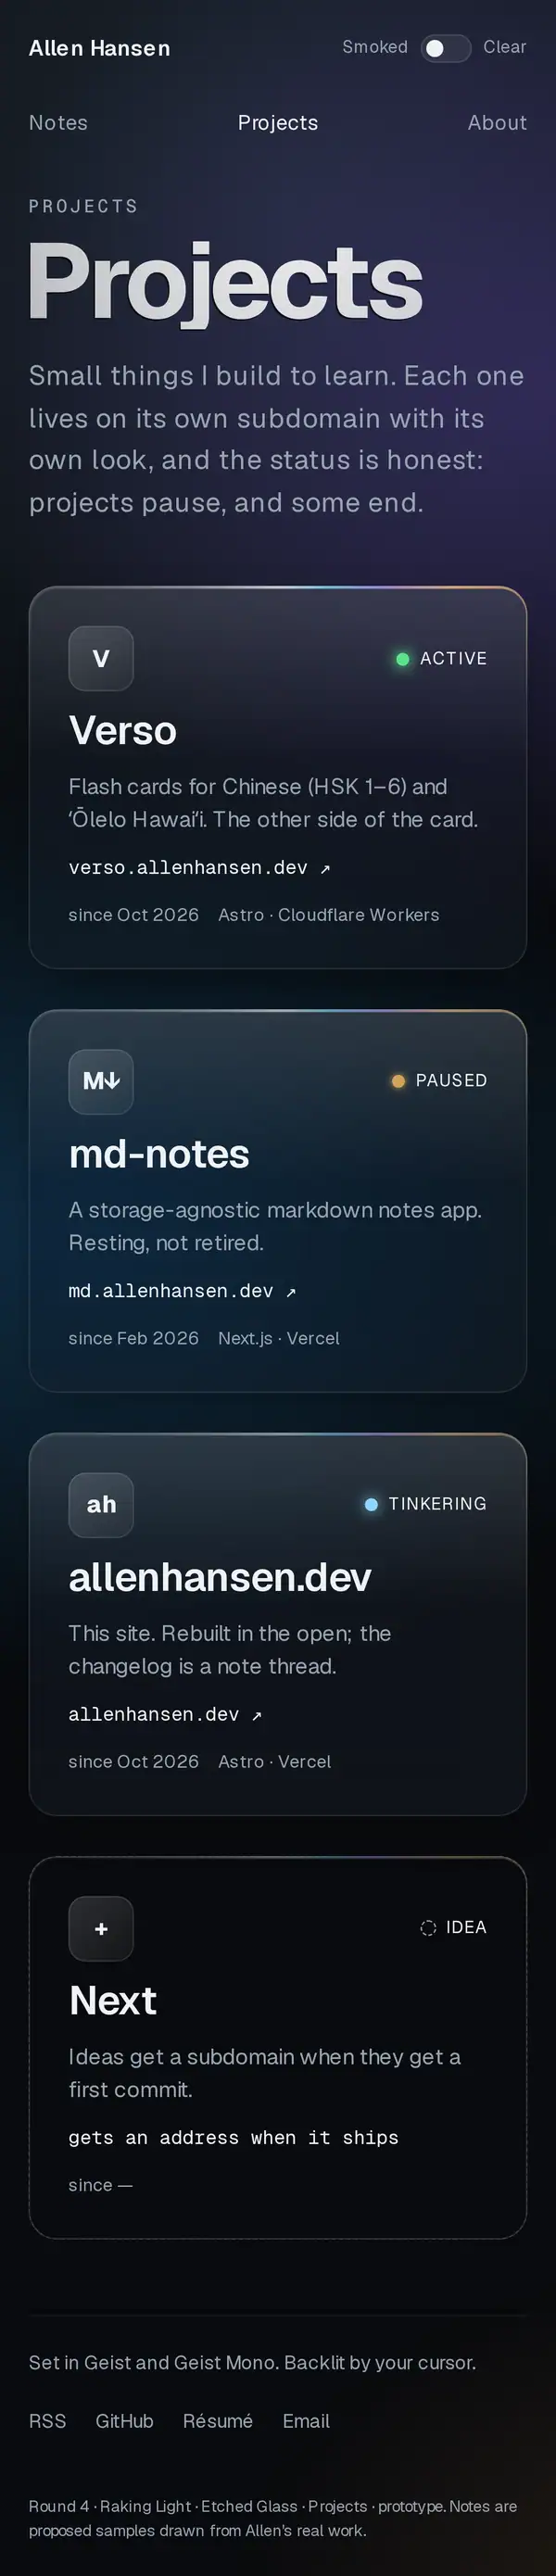 Allen Hansen
Smoked Clear
Notes Projects About
PROJECTS
Projects
Small things I build to learn. Each one
lives on its own subdomain with its
own look, and the status is honest:
projects pause, and some end.
V
ACTIVE
Verso
Flash cards for Chinese (HSK 1–6) and
ʻŌlelo Hawaiʻi. The other side of the card.
verso.allenhansen.dev ↗
since Oct 2026 Astro · Cloudflare Workers
M↓
PAUSED
md-notes
A storage-agnostic markdown notes app.
Resting, not retired.
md.allenhansen.dev ↗
since Feb 2026 Next.js · Vercel
ah
TINKERING
allenhansen.dev
This site. Rebuilt in the open; the
changelog is a note thread.
allenhansen.dev ↗
since Oct 2026 Astro · Vercel
+
IDEA
Next
Ideas get a subdomain when they get a
first commit.
gets an address when it ships
since —
Set in Geist and Geist Mono. Backlit by your cursor.
RSS GitHub Résumé Email
Round 4 · Raking Light · Etched Glass · Projects · prototype. Notes are
proposed samples drawn from Allen's real work.